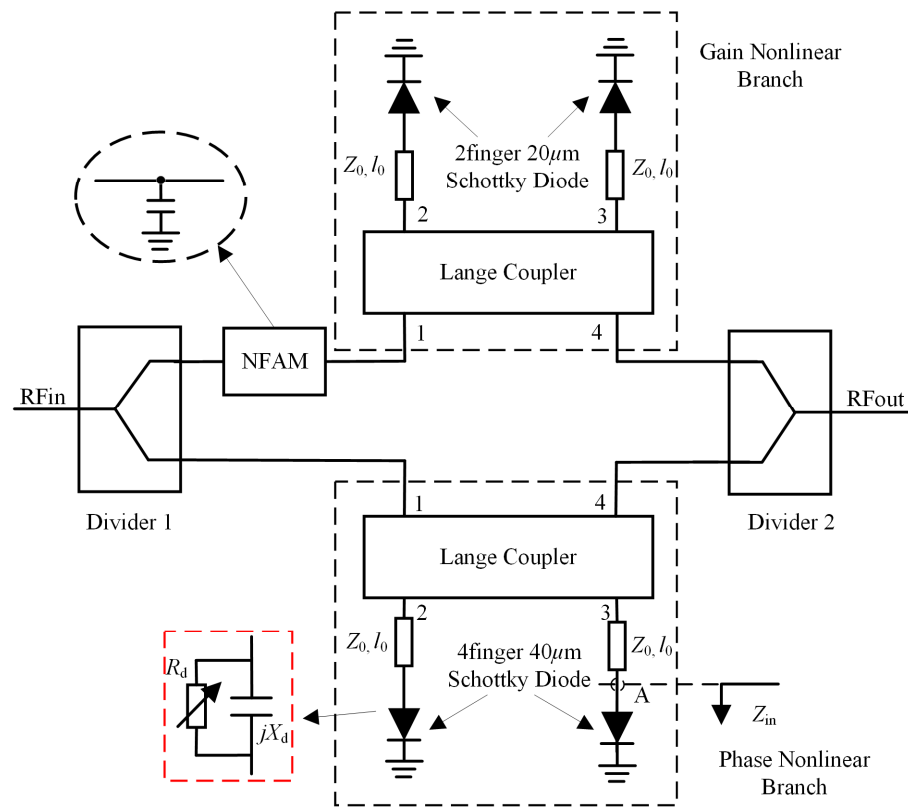 Gain Nonlinear
Branch
2finger 20µm
Schottky Diode
Z0, l0
Z0, l0
2
3
Lange Coupler
1
4
NFAM
RFin
RFout
Divider 1
Divider 2
1
4
Lange Coupler
2
3
Z0, l0
Z0, l0
4finger 40µm
Schottky Diode
A
Zin
Rd
jXd
Phase Nonlinear
Branch